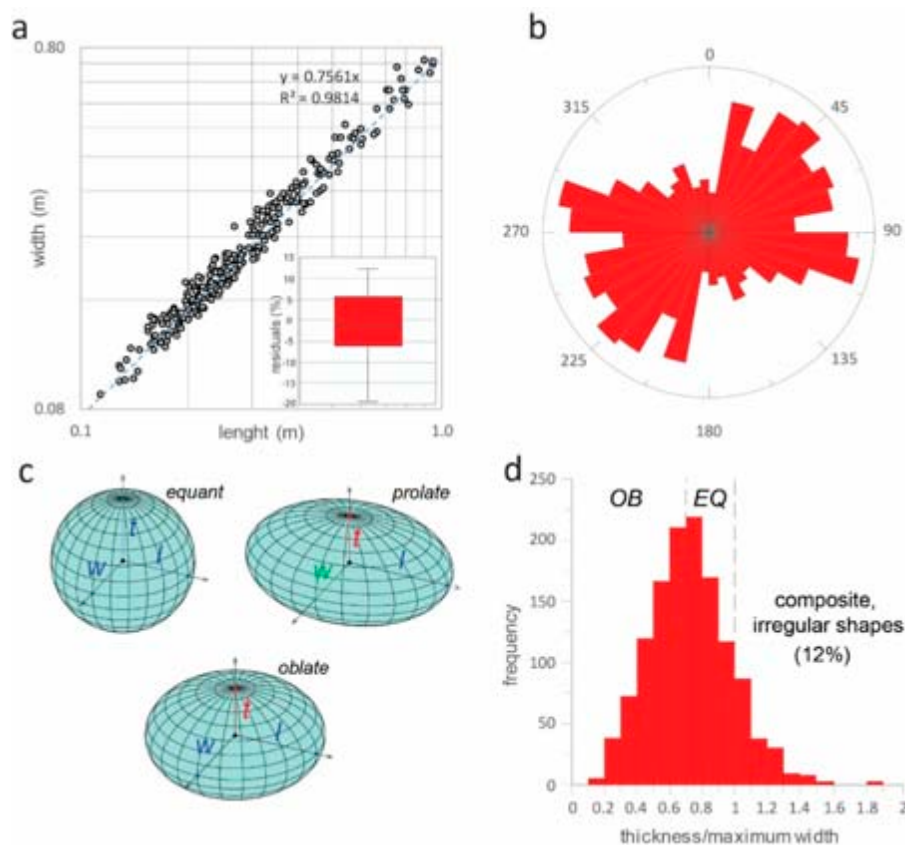 a
0.80
y = 0.7561x
R² = 0.9814
width (m)
0.08
0.1
lenght (m)
1.0
residuals (%)
15
10
5
0
-5
-10
-15
-20
b
0
45
90
135
180
225
270
315
c
equant
t
w
l
prolate
t
w
l
oblate
t
w
l
d
250
200
150
100
50
0
frequency
OB
EQ
composite,
irregular shapes
(12%)
0 0.2 0.4 0.6 0.8 1 1.2 1.4 1.6 1.8 2
thickness/maximum width